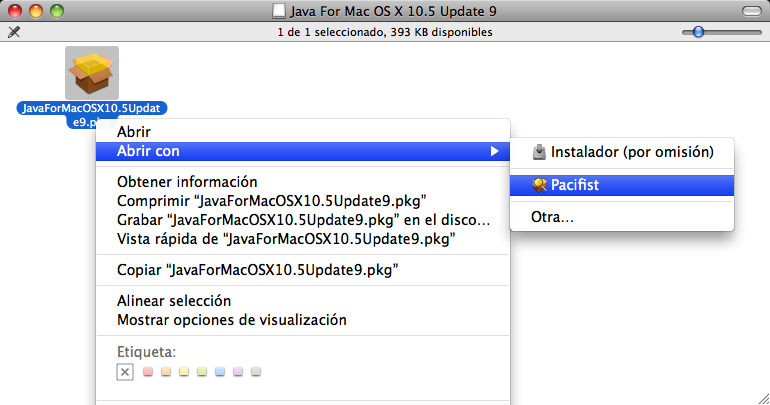 Java For Mac OS X 10.5 Update 9
1 de 1 seleccionado, 393 KB disponibles
JavaForMacOSX10.5Updat
e9.p
Abrir
Abrir con
Instalador (por omisión)
Pacifist
Otra...
Obtener información
Comprimir “JavaForMacOSX10.5Update9.pkg”
Grabar “JavaForMacOSX10.5Update9.pkg” en el disco...
Vista rápida de “JavaForMacOSX10.5Update9.pkg”
Copiar “JavaForMacOSX10.5Update9.pkg”
Alinear selección
Mostrar opciones de visualización
Etiqueta: